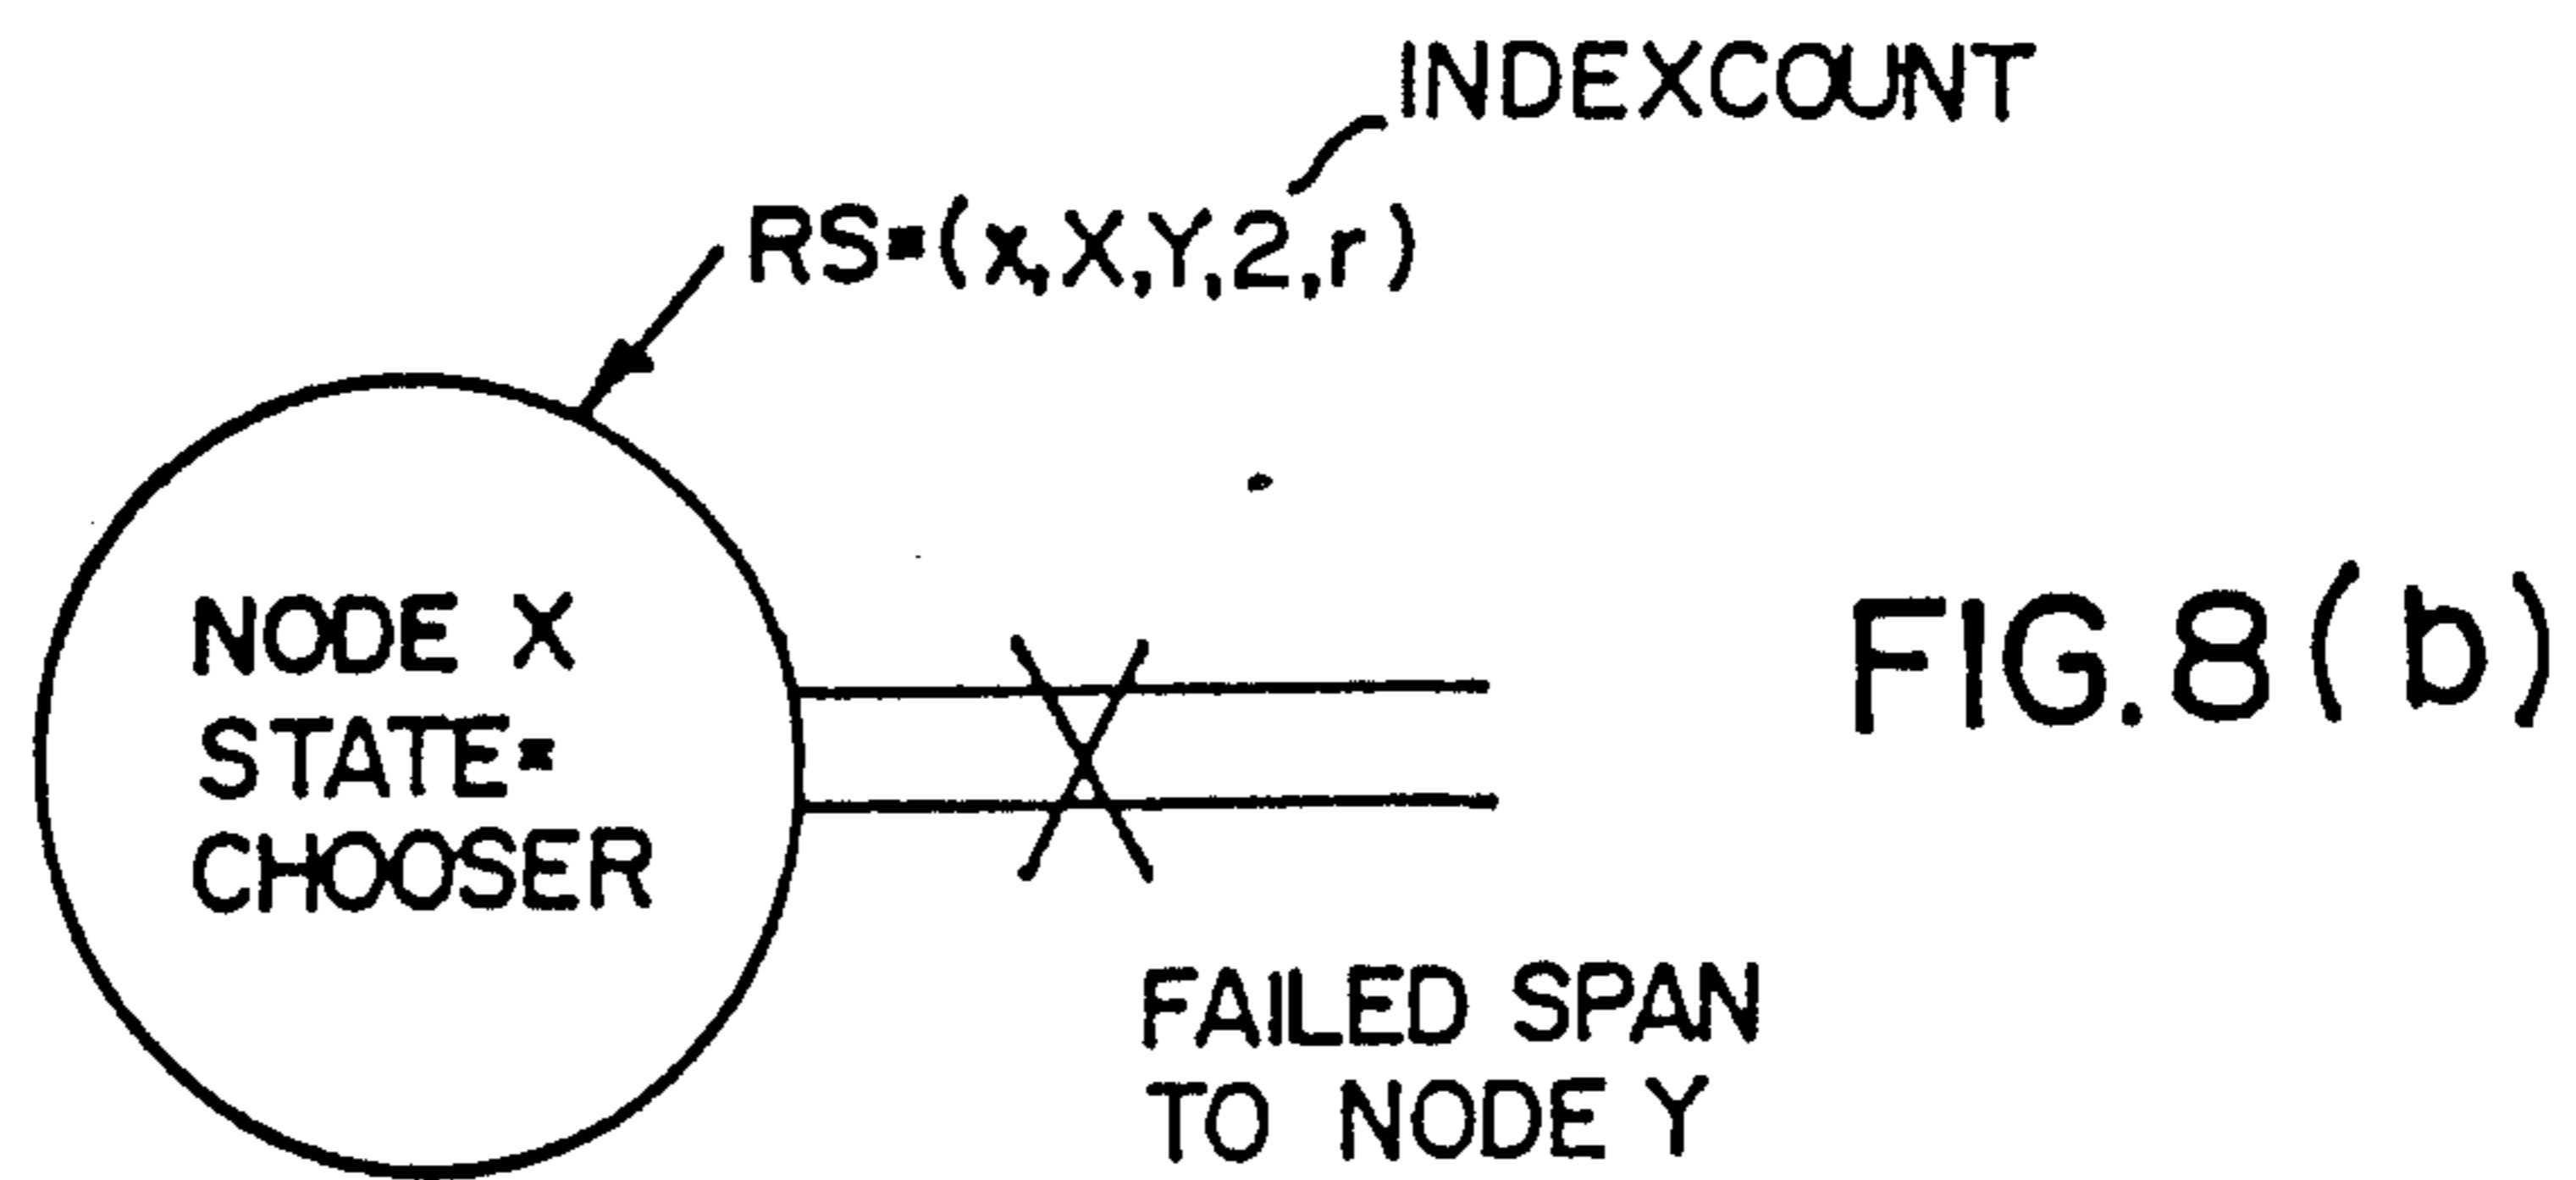 INDEXCOUNT
RS=(x,X,Y,2,r)
NODE X
STATE=
CHOOSER
FIG.8(b)
FAILED SPAN
TO NODE Y